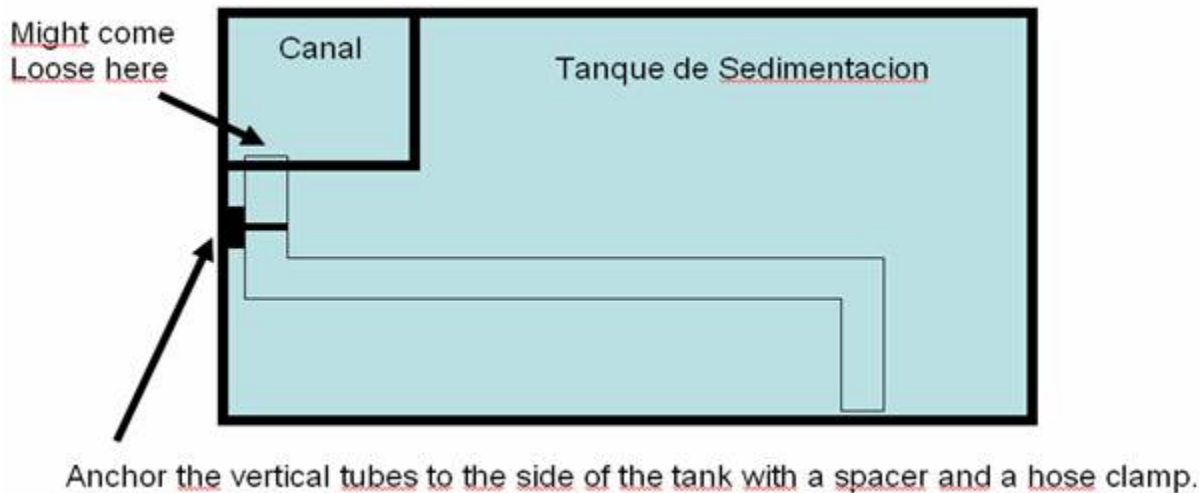 Might come
Loose here
Canal
Tanque de Sedimentacion
Anchor the vertical tubes to the side of the tank with a spacer and a hose clamp.